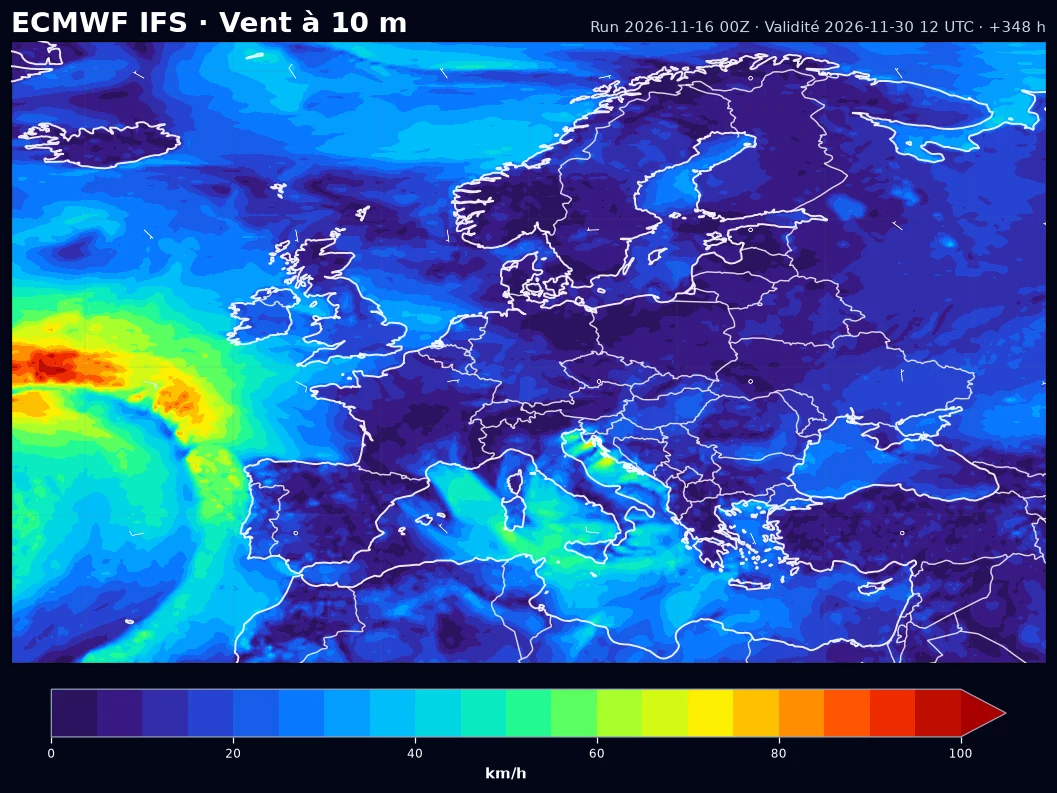 ECMWF IFS · Vent à 10 m
Run 2026-11-16 00Z · Validité 2026-11-30 12 UTC · +348 h
0 20 40 60 80 100
km/h